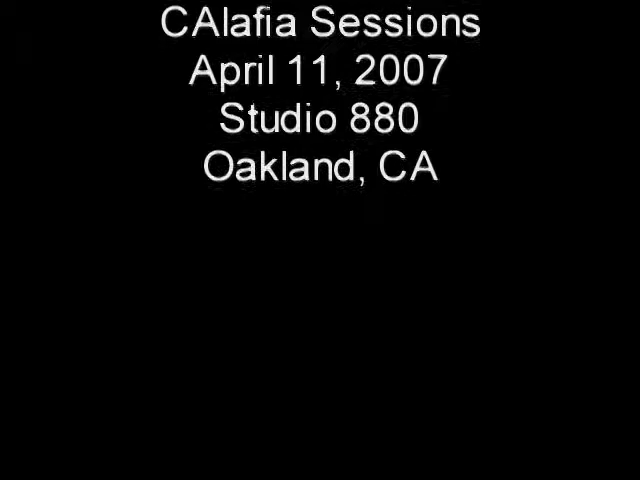 CAlafia Sessions
April 11, 2007
Studio 880
Oakland, CA